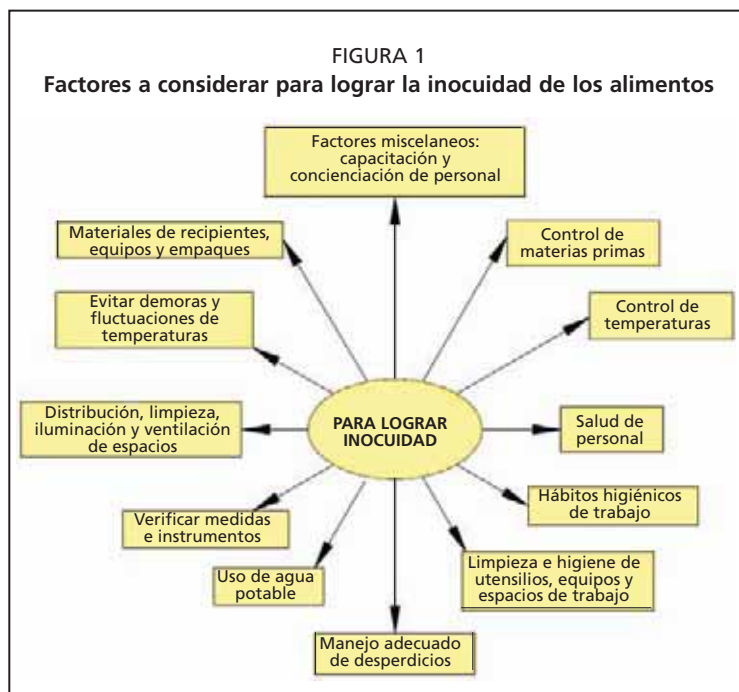 FIGURA 1
Factores a considerar para lograr la inocuidad de los alimentos
Factores miscelaneos:
capacitación y
concienciación de personal
Materiales de recipientes,
equipos y empaques
Control de
materias primas
Evitar demoras y
fluctuaciones de
temperaturas
Control de
temperaturas
Distribución, limpieza,
iluminación y ventilación
de espacios
PARA LOGRAR
INOCUIDAD
Salud de
personal
Verificar medidas
e instrumentos
Hábitos higiénicos
de trabajo
Uso de agua
potable
Limpieza e higiene de
utensilios, equipos y
espacios de trabajo
Manejo adecuado
de desperdicios